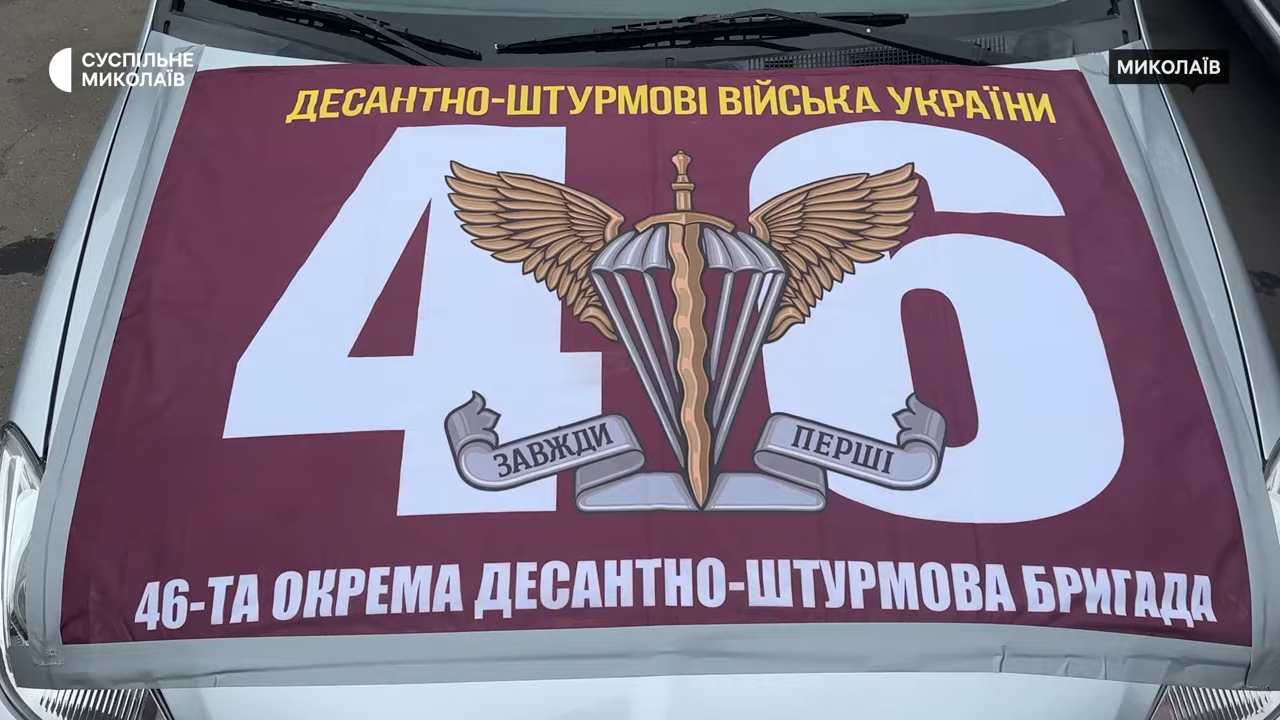 СУСПІЛЬНЕ
МИКОЛАЇВ
МИКОЛАЇВ
ДЕСАНТНО-ШТУРМОВІ ВІЙСЬКА УКРАЇНИ
46
ЗАВЖДИ ПЕРШІ
46-ТА ОКРЕМА ДЕСАНТНО-ШТУРМОВА БРИГАДА